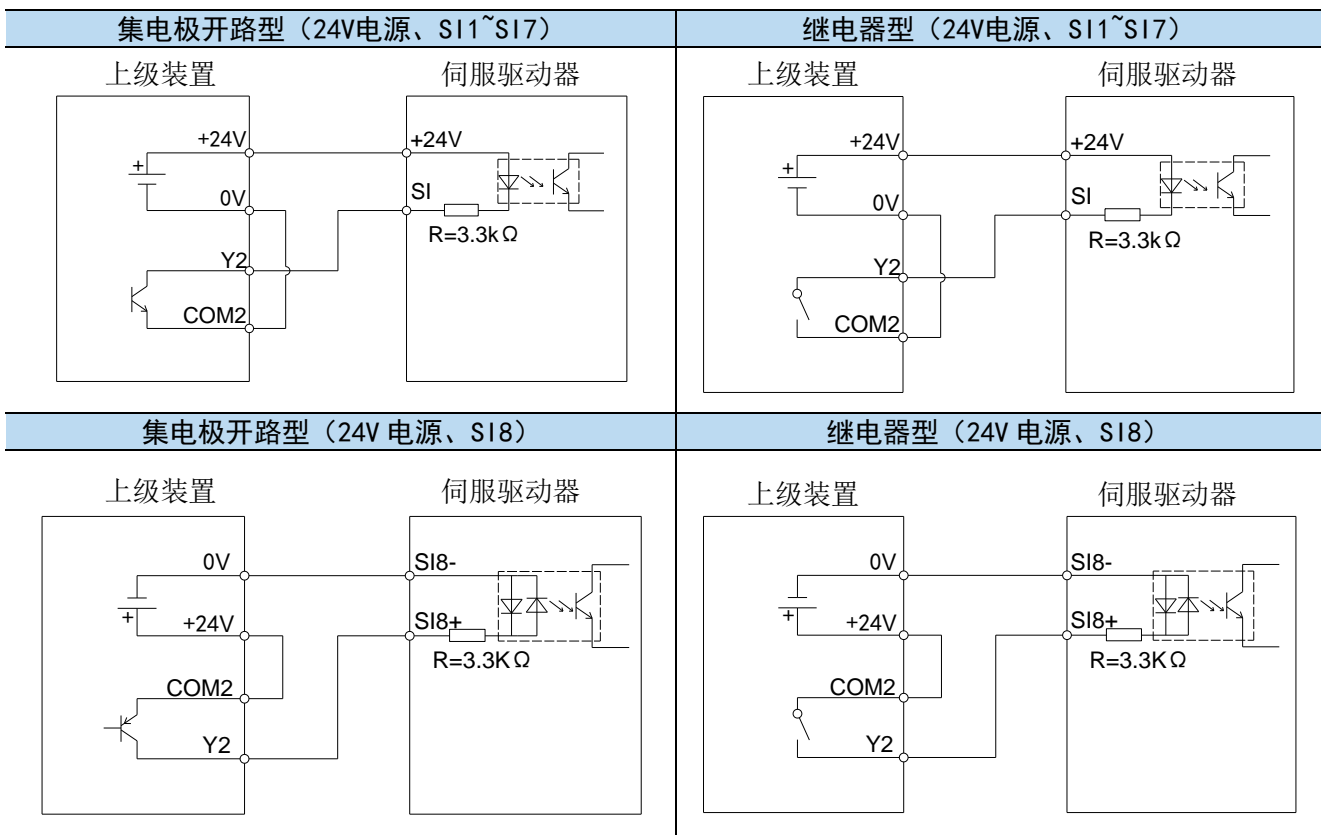 集电极开路型（24V电源、SI1~SI7）
继电器型（24V电源、SI1~SI7）
上级装置
伺服驱动器
+24V
+24V
+
0V
SI
R=3.3kΩ
Y2
COM2
上级装置
伺服驱动器
+24V
+24V
+
0V
SI
R=3.3kΩ
Y2
COM2
集电极开路型（24V 电源、SI8）
继电器型（24V 电源、SI8）
上级装置
伺服驱动器
0V
SI8-
+
+24V
SI8+
R=3.3KΩ
COM2
Y2
上级装置
伺服驱动器
0V
SI8-
+
+24V
SI8+
R=3.3KΩ
COM2
Y2